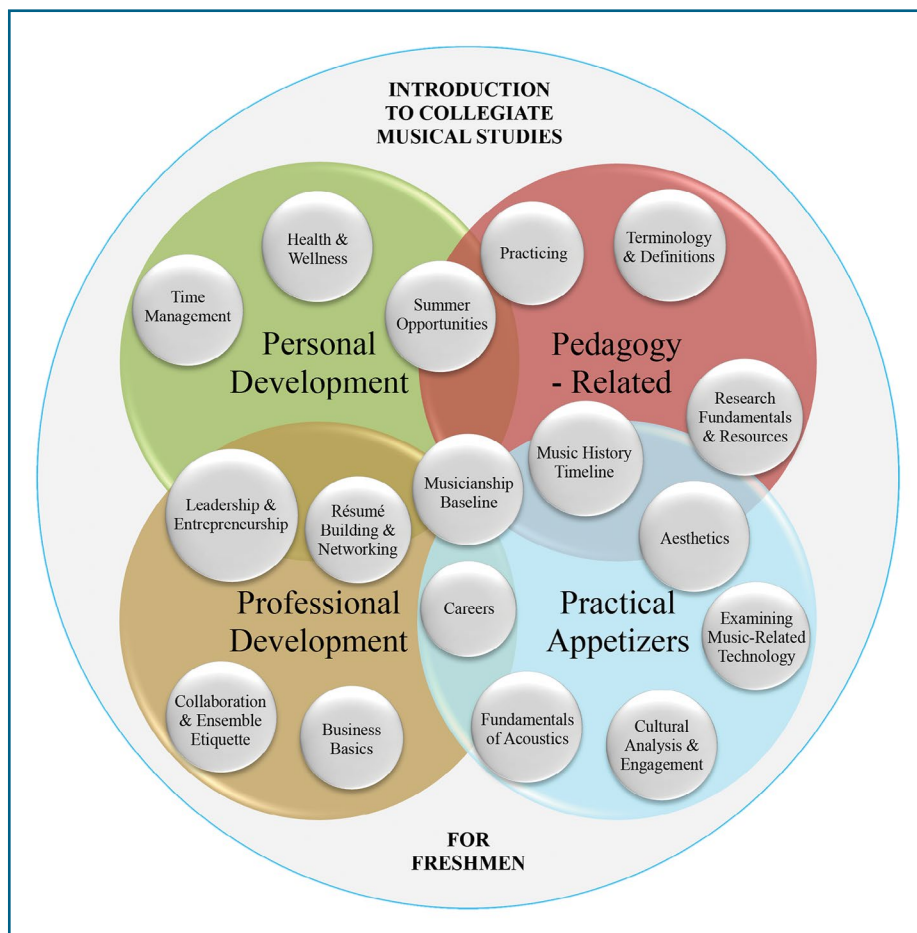 INTRODUCTION
TO COLLEGIATE
MUSICAL STUDIES
Health &
Wellness
Time
Management
Summer
Opportunities
Personal
Development
Practicing
Terminology
& Definitions
Pedagogy
- Related
Research
Fundamentals
& Resources
Music History
Timeline
Musicianship
Baseline
Leadership &
Entrepreneurship
Résumé
Building &
Networking
Aesthetics
Professional
Development
Careers
Practical
Appetizers
Examining
Music-Related
Technology
Collaboration
& Ensemble
Etiquette
Business
Basics
Fundamentals
of Acoustics
Cultural
Analysis &
Engagement
FOR
FRESHMEN